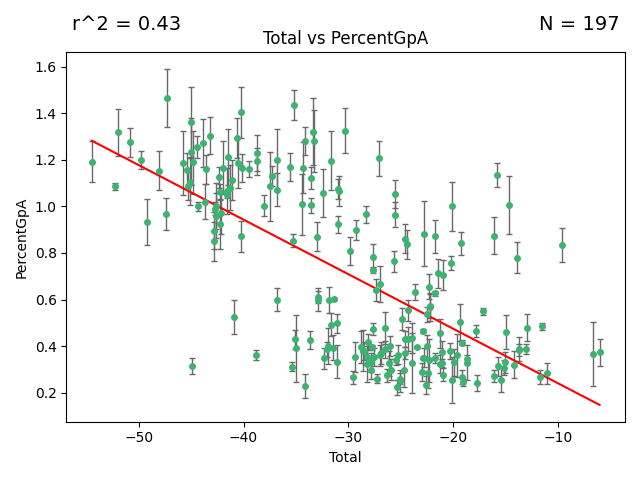 r^2 = 0.43
N = 197
Total vs PercentGpA
PercentGpA
1.6
1.4
1.2
1.0
0.8
0.6
0.4
0.2
−50
−40
−30
−20
−10
Total